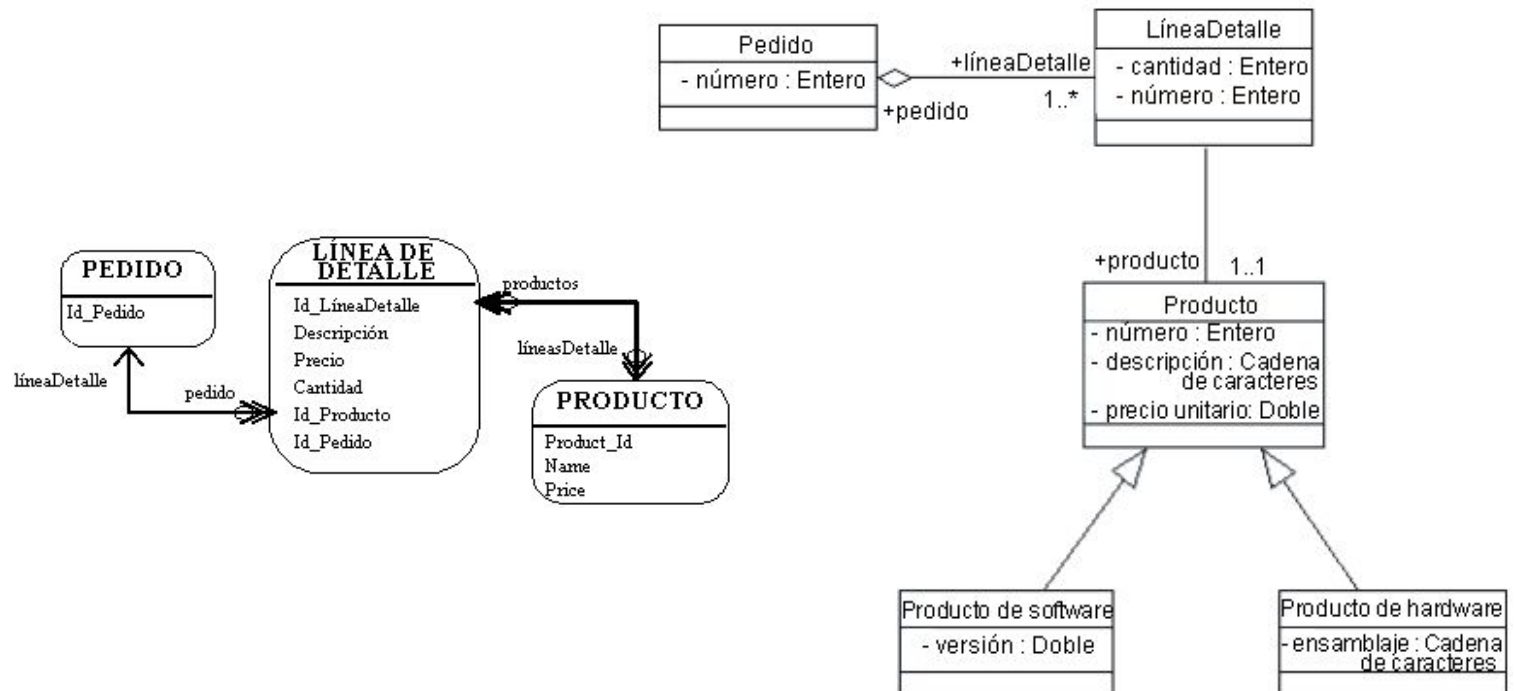 PEDIDO
Id_Pedido
líneaDetalle
pedido
LÍNEA DE
DETALLE
Id_LíneaDetalle
Descripción
Precio
Cantidad
Id_Producto
Id_Pedido
productos
líneasDetalle
PRODUCTO
Product_Id
Name
Price
Pedido
- número : Entero
+líneaDetalle
1..*
+pedido
LíneaDetalle
- cantidad : Entero
- número : Entero
+producto
1..1
Producto
- número : Entero
- descripción : Cadena
de caracteres
- precio unitario: Doble
Producto de software
- versión : Doble
Producto de hardware
- ensamblaje : Cadena
de caracteres